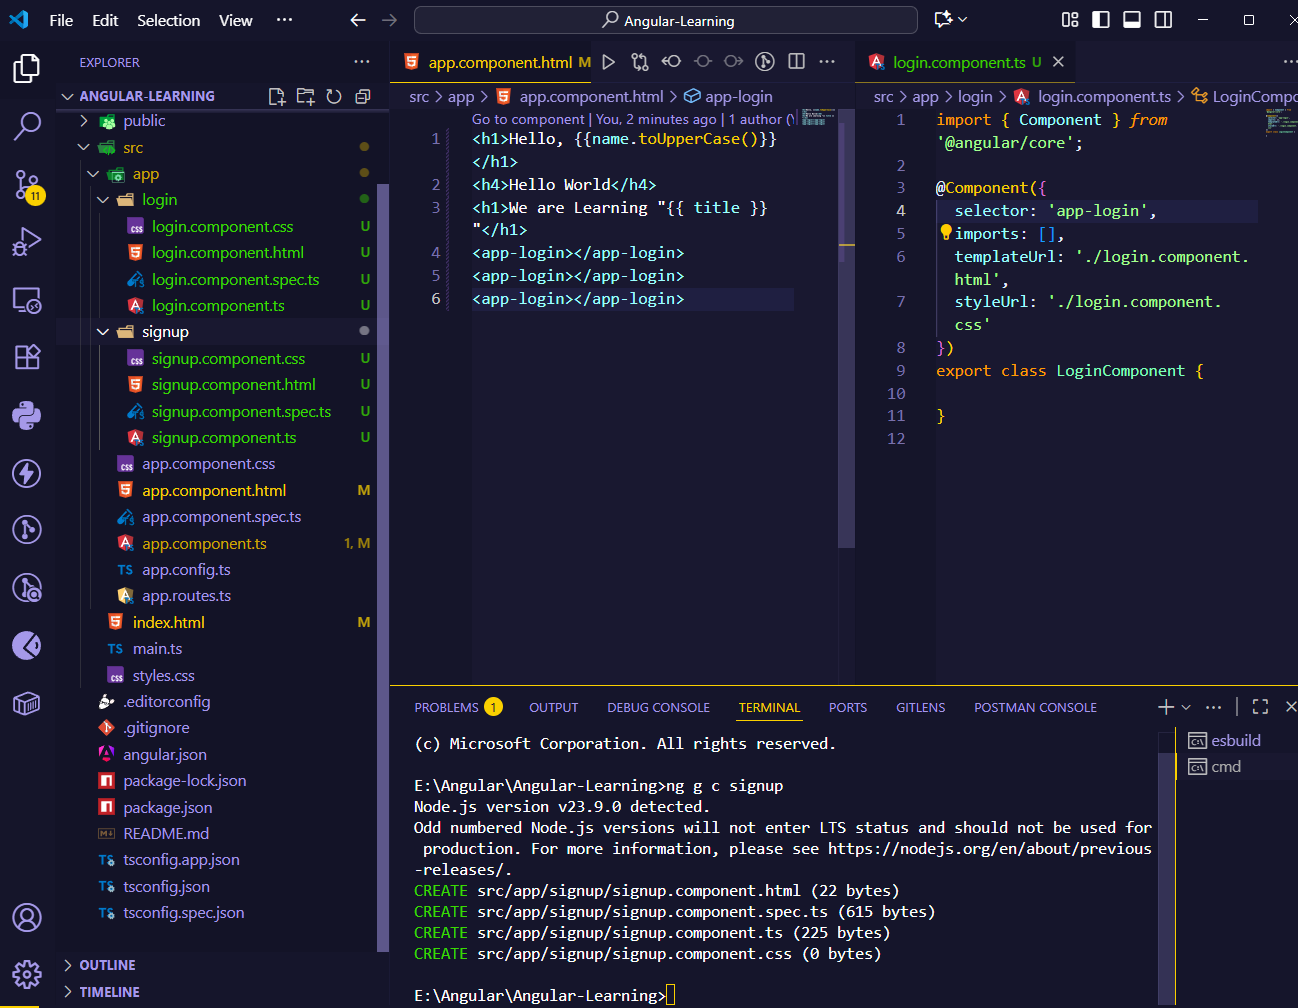 File Edit Selection View ··· Angular-Learning
EXPLORER ···
ANGULAR-LEARNING
public
src
app
login
login.component.css U
login.component.html U
login.component.spec.ts U
login.component.ts U
signup
signup.component.css U
signup.component.html U
signup.component.spec.ts U
signup.component.ts U
app.component.css
app.component.html M
app.component.spec.ts
app.component.ts 1, M
TS app.config.ts
app.routes.ts
index.html M
TS main.ts
styles.css
.editorconfig
.gitignore
angular.json
package-lock.json
package.json
README.md
tsconfig.app.json
tsconfig.json
tsconfig.spec.json
OUTLINE
TIMELINE
11
app.component.html M
src > app > app.component.html > app-login
Go to component | You, 2 minutes ago | 1 author (Y
1 <h1>Hello, {{name.toUpperCase()}}
</h1>
2 <h4>Hello World</h4>
3 <h1>We are Learning "{{ title }}
"</h1>
4 <app-login></app-login>
5 <app-login></app-login>
6 <app-login></app-login>
login.component.ts U
src > app > login > login.component.ts > LoginCompo
1 import { Component } from
'@angular/core';
2
3 @Component({
4 selector: 'app-login',
5 imports: [],
6 templateUrl: './login.component.
html',
7 styleUrl: './login.component.
css'
8 })
9 export class LoginComponent {
10
11 }
12
PROBLEMS 1 OUTPUT DEBUG CONSOLE TERMINAL PORTS GITLENS POSTMAN CONSOLE
(c) Microsoft Corporation. All rights reserved.
E:\Angular\Angular-Learning>ng g c signup
Node.js version v23.9.0 detected.
Odd numbered Node.js versions will not enter LTS status and should not be used for
production. For more information, please see https://nodejs.org/en/about/previous
-releases/.
CREATE src/app/signup/signup.component.html (22 bytes)
CREATE src/app/signup/signup.component.spec.ts (615 bytes)
CREATE src/app/signup/signup.component.ts (225 bytes)
CREATE src/app/signup/signup.component.css (0 bytes)
E:\Angular\Angular-Learning>
esbuild
cmd